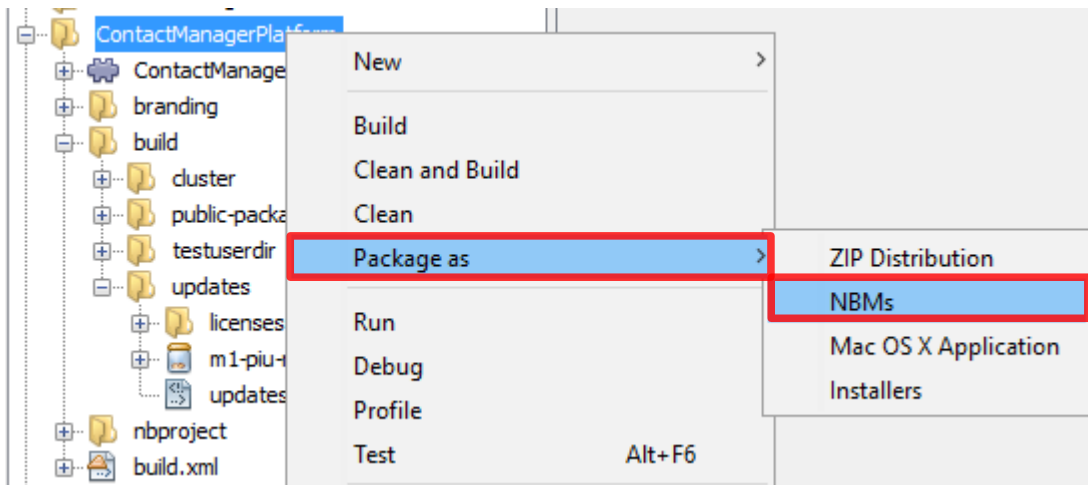 ContactManagerPlatform
ContactManage
branding
build
cluster
public-packa
testuserdir
updates
licenses
m1-piu-
updates
nbproject
build.xml
New
Build
Clean and Build
Clean
Package as
Run
Debug
Profile
Test Alt+F6
ZIP Distribution
NBMs
Mac OS X Application
Installers